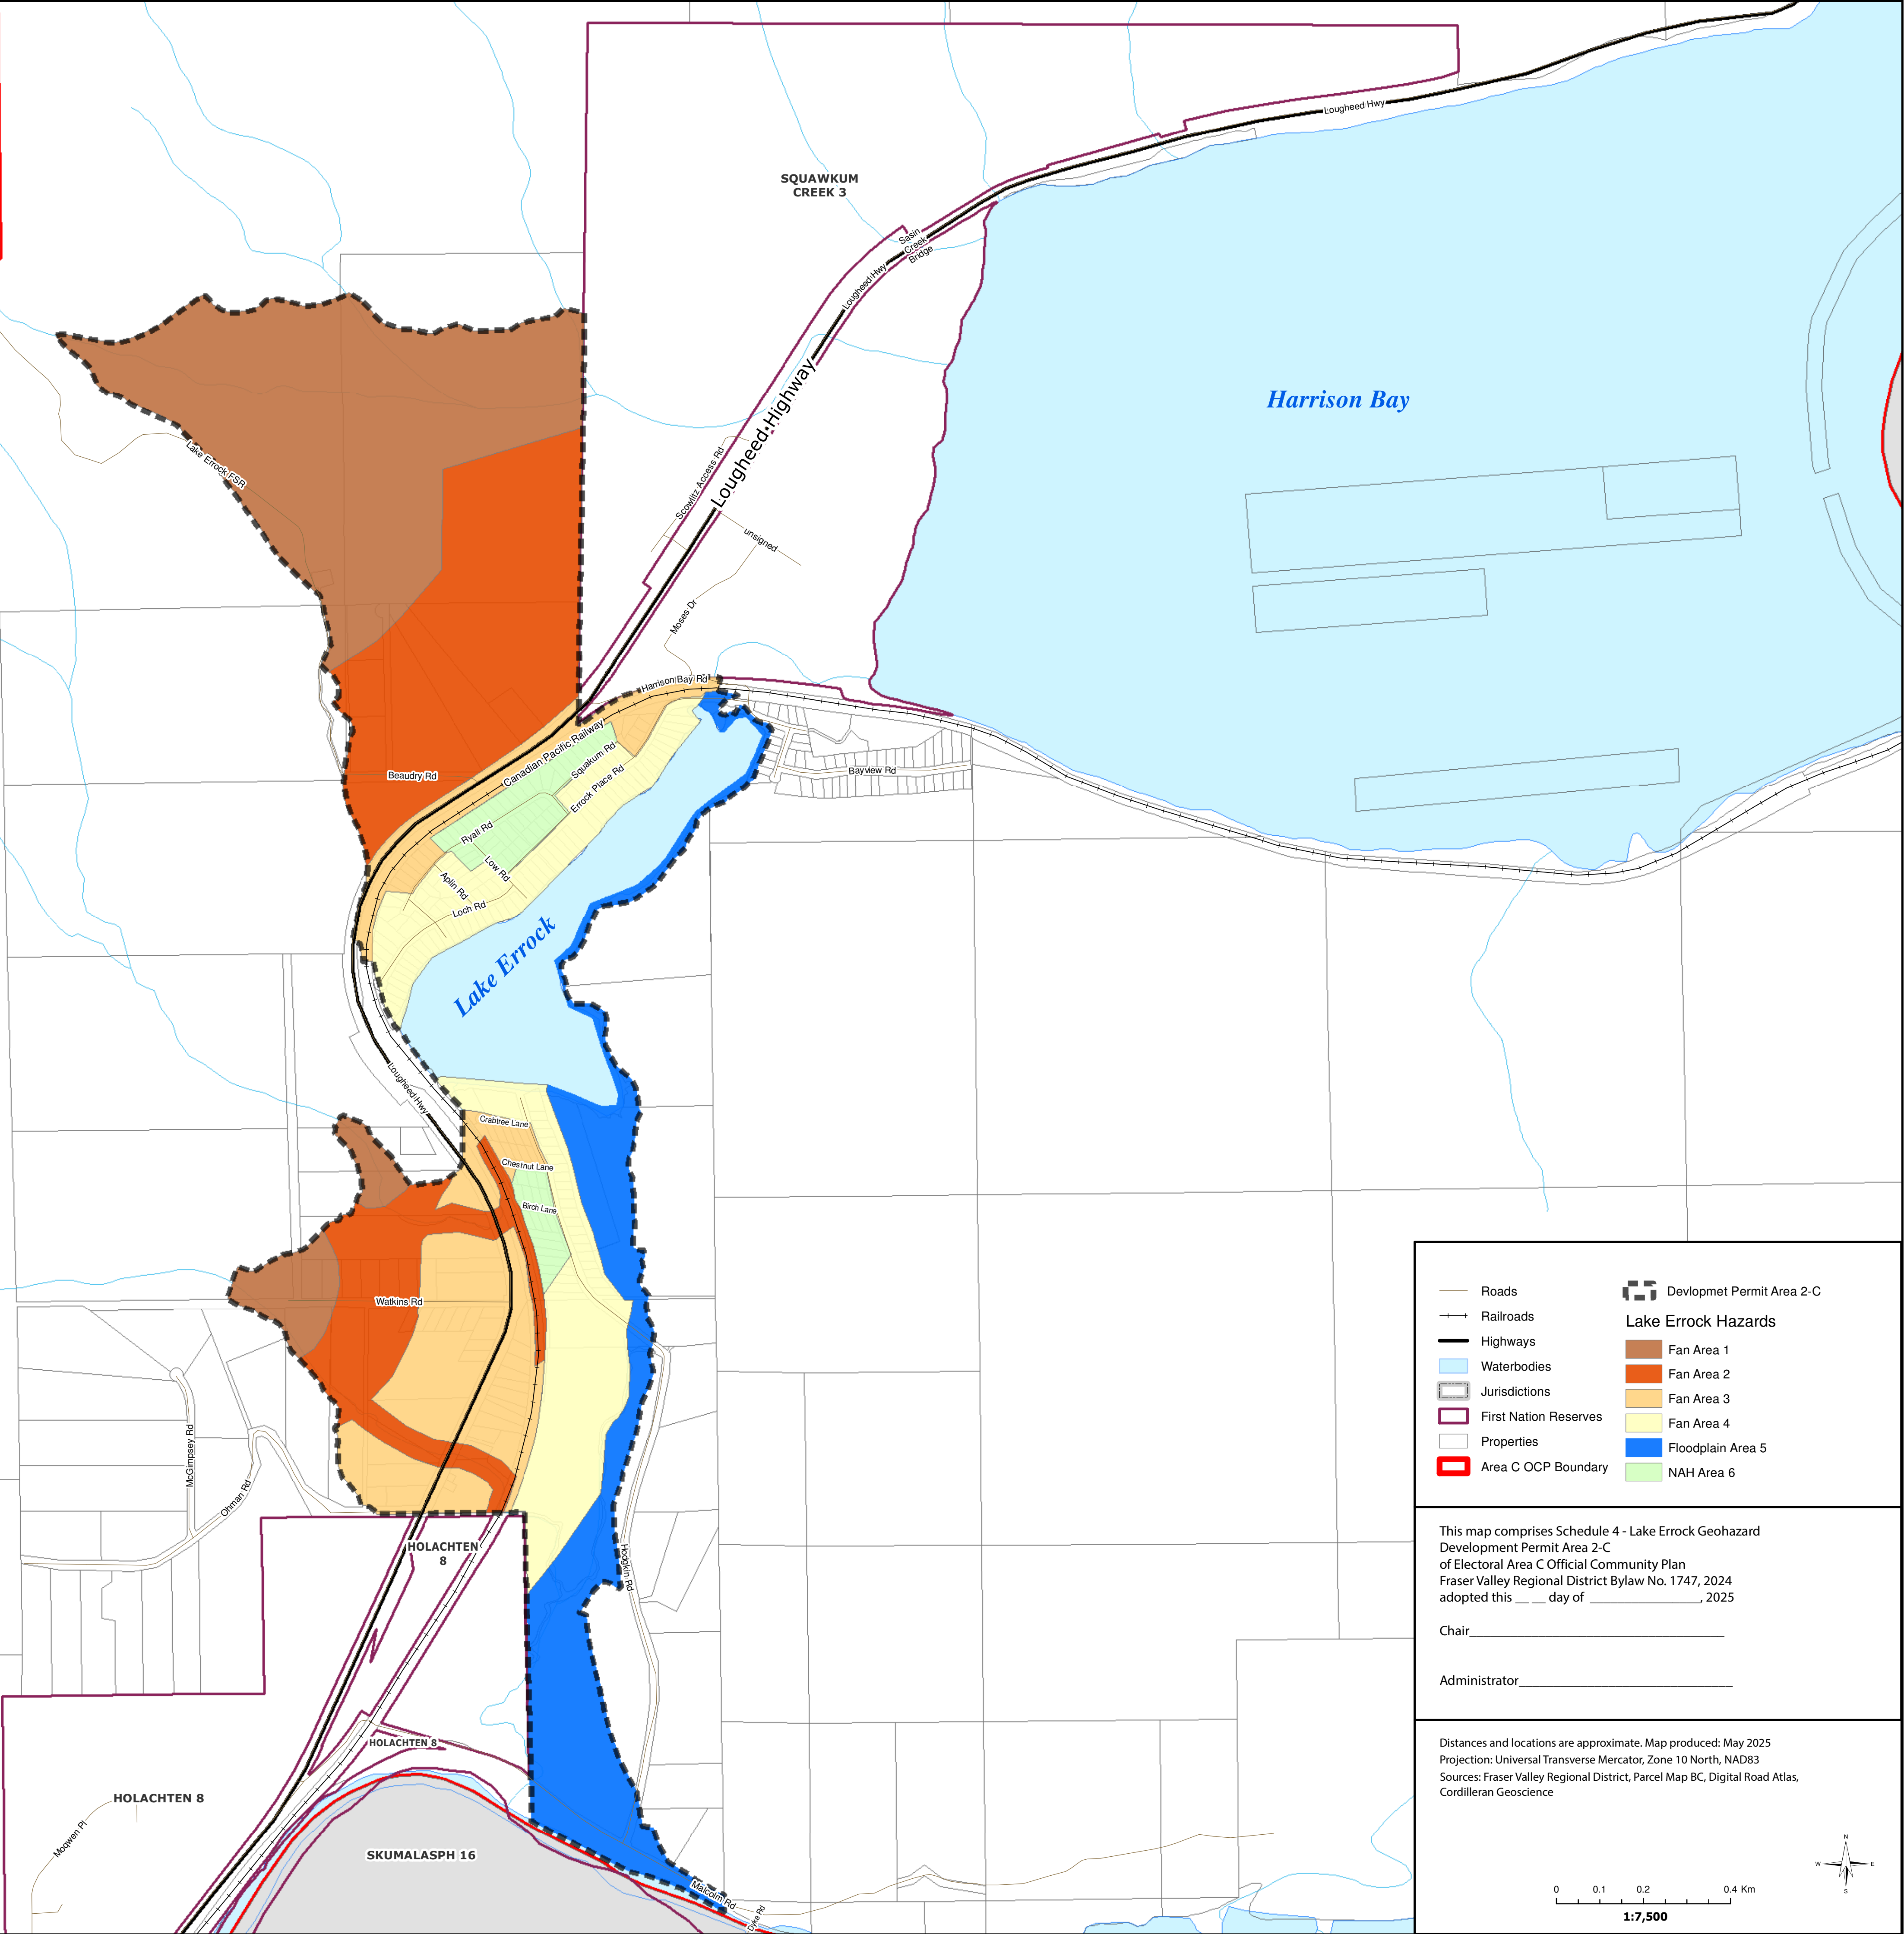 Lougheed Hwy
SQUAWKUM
CREEK 3
Sasin
Creek
Bridge
Lougheed Hwy
Lougheed Highway
Harrison Bay
Lake Errock FSR
Scowlitz Access Rd
unsigned
Moses Dr
Harrison Bay Rd
Canadian Pacific Railway
Squakum Rd
Beaudry Rd
Errock Place Rd
Bayview Rd
Ryall Rd
Low Rd
Aplin Rd
Loch Rd
Lake Errock
Lougheed Hwy
Crabtree Lane
Chestnut Lane
Birch Lane
Watkins Rd
McGimpsey Rd
Ohman Rd
HOLACHTEN
8
Hodgkin Rd
HOLACHTEN 8
HOLACHTEN 8
Moqwen Pl
SKUMALASPH 16
Malcolm Rd
Dyke Rd
Roads
Railroads
Highways
Waterbodies
Jurisdictions
First Nation Reserves
Properties
Area C OCP Boundary
Devlopmet Permit Area 2-C
Lake Errock Hazards
Fan Area 1
Fan Area 2
Fan Area 3
Fan Area 4
Floodplain Area 5
NAH Area 6
This map comprises Schedule 4 - Lake Errock Geohazard
Development Permit Area 2-C
of Electoral Area C Official Community Plan
Fraser Valley Regional District Bylaw No. 1747, 2024
adopted this __ __ day of ________________, 2025
Chair____________________________________
Administrator______________________________
Distances and locations are approximate. Map produced: May 2025
Projection: Universal Transverse Mercator, Zone 10 North, NAD83
Sources: Fraser Valley Regional District, Parcel Map BC, Digital Road Atlas,
Cordilleran Geoscience
N
W E
S
0 0.1 0.2 0.4 Km
1:7,500